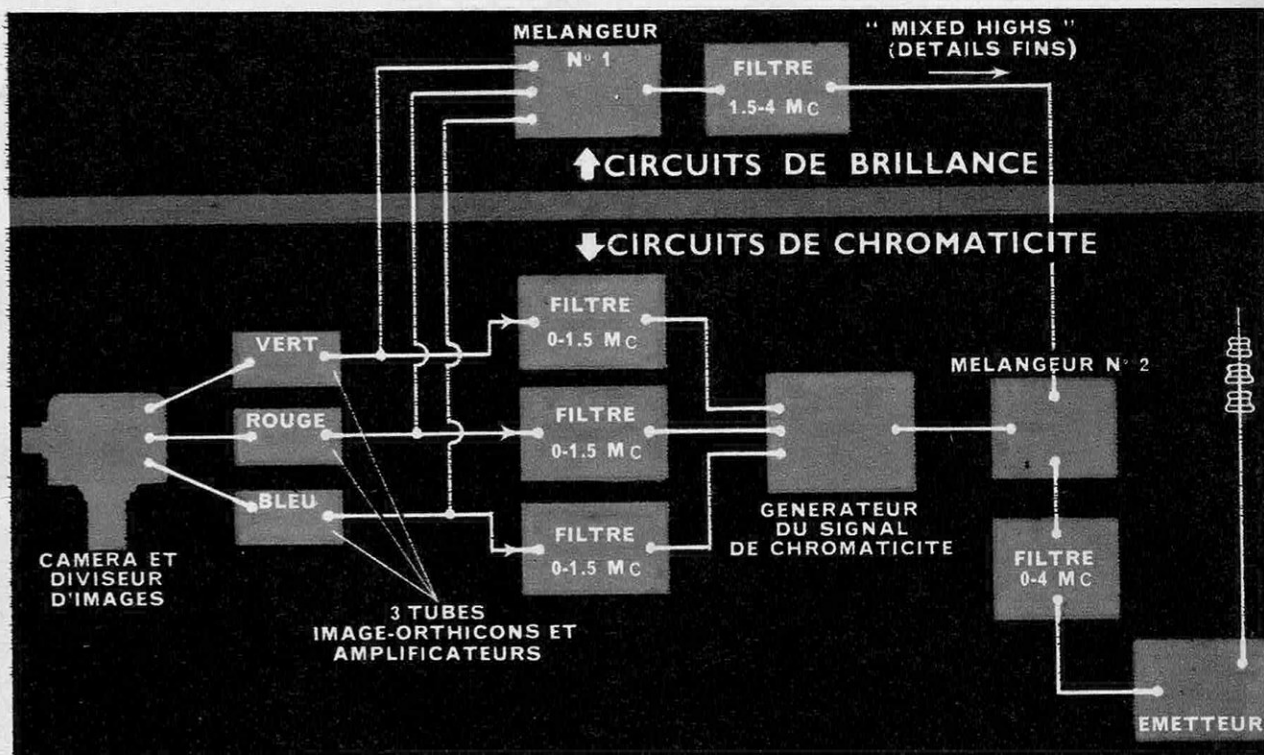 MELANGEUR
N° 1
FILTRE
1.5-4 Mc
" MIXED HIGHS "
(DETAILS FINS)
CIRCUITS DE BRILLANCE
CIRCUITS DE CHROMATICITE
VERT
ROUGE
BLEU
FILTRE
0-1.5 Mc
FILTRE
0-1.5 Mc
FILTRE
0-1.5 Mc
MELANGEUR N° 2
GENERATEUR
DU SIGNAL
DE CHROMATICITE
FILTRE
0-4 Mc
CAMERA ET
DIVISEUR
D'IMAGES
3 TUBES
IMAGE-ORTHICONS ET
AMPLIFICATEURS
EMETTEUR